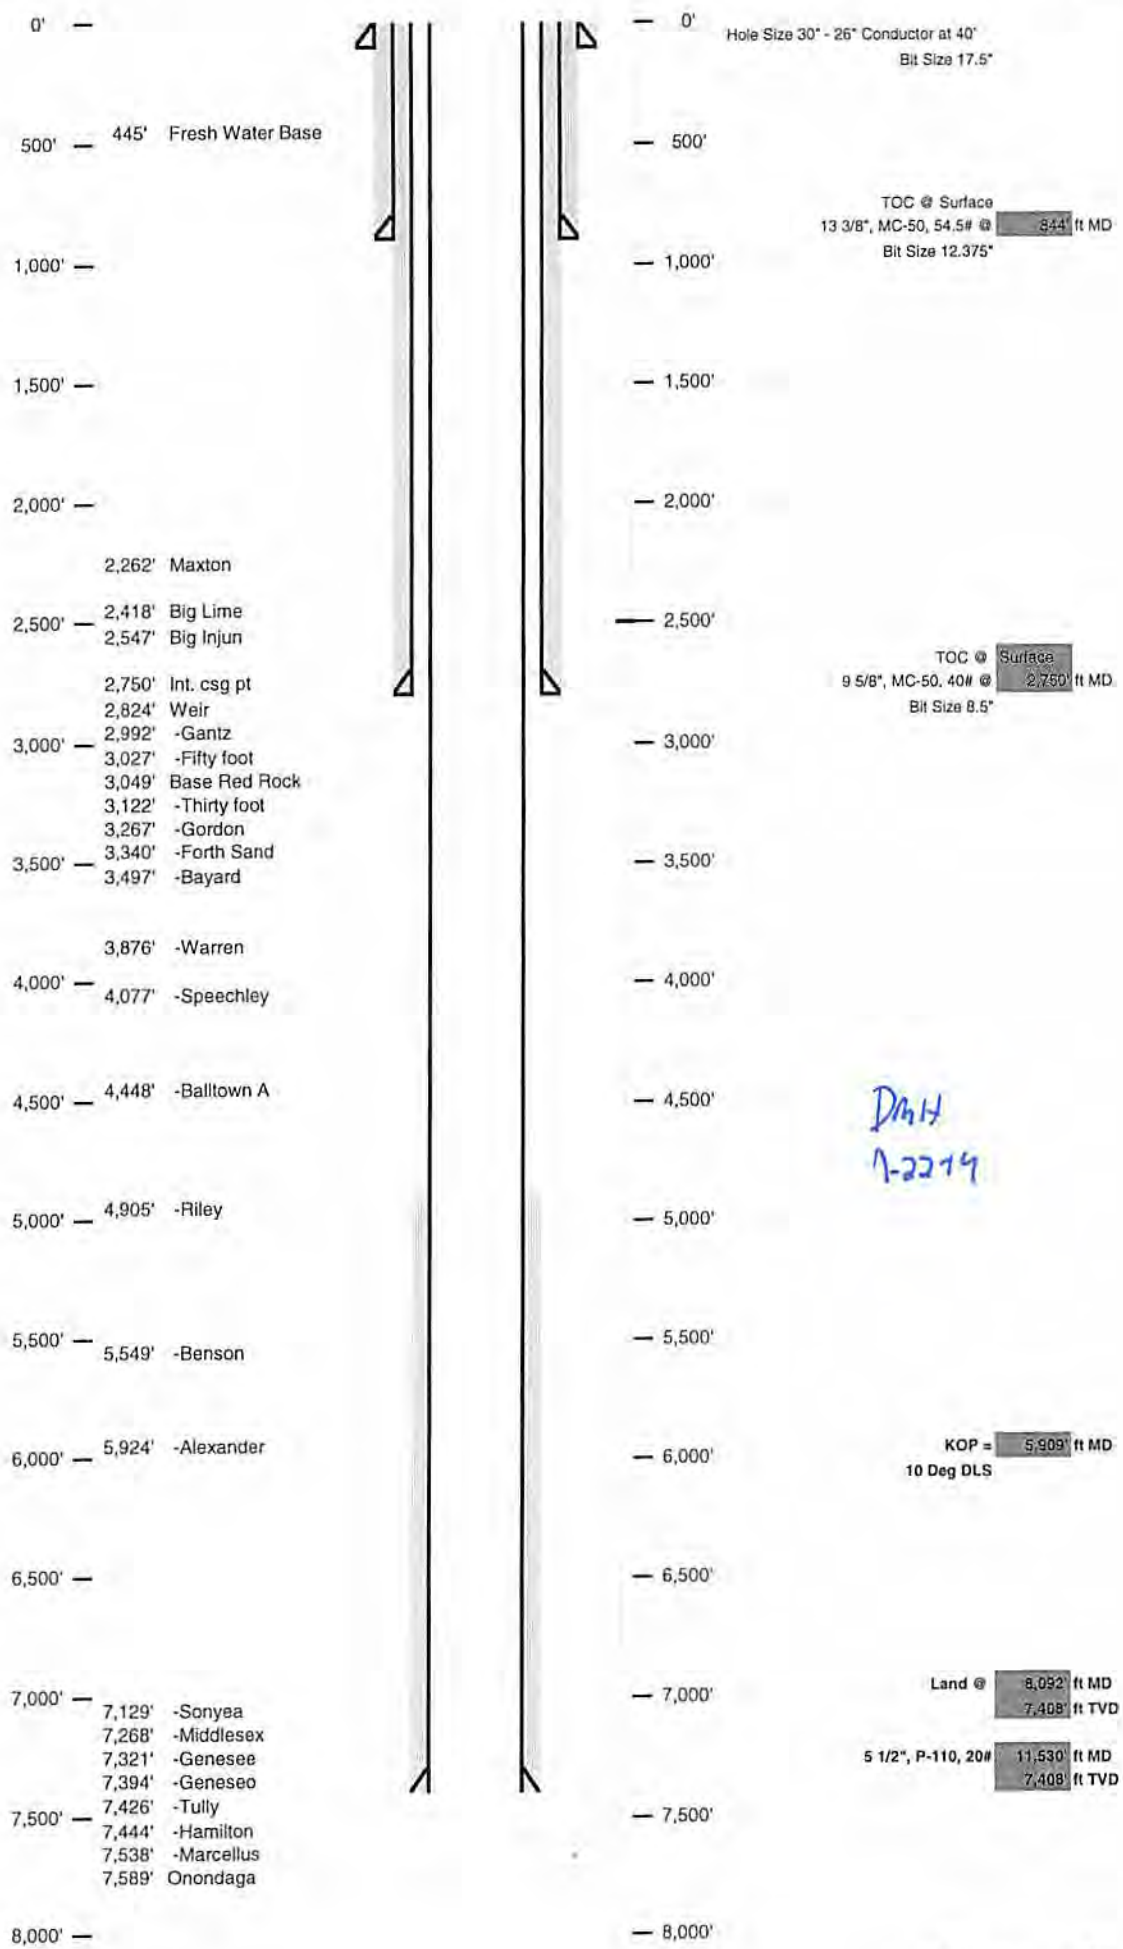 0'
445' Fresh Water Base
500'
1,000'
1,500'
2,000'
2,262' Maxton
2,418' Big Lime
2,500'
2,547' Big Injun
2,750' Int. csg pt
2,824' Weir
2,992' -Gantz
3,000'
3,027' -Fifty foot
3,049' Base Red Rock
3,122' -Thirty foot
3,267' -Gordon
3,340' -Forth Sand
3,500'
3,497' -Bayard
3,876' -Warren
4,000'
4,077' -Speechley
4,448' -Balltown A
4,500'
4,905' -Riley
5,000'
5,500'
5,549' -Benson
5,924' -Alexander
6,000'
6,500'
7,000'
7,129' -Sonyea
7,268' -Middlesex
7,321' -Genesee
7,394' -Geneseo
7,426' -Tully
7,500'
7,444' -Hamilton
7,538' -Marcellus
7,589' Onondaga
8,000'
0'
500'
1,000'
1,500'
2,000'
2,500'
3,000'
3,500'
4,000'
4,500'
5,000'
5,500'
6,000'
6,500'
7,000'
7,500'
8,000'
Hole Size 30" - 26" Conductor at 40'
Bit Size 17.5"
TOC @ Surface
13 3/8", MC-50, 54.5# @ 844' ft MD
Bit Size 12.375"
TOC @ Surface
9 5/8", MC-50, 40# @ 2,750' ft MD
Bit Size 8.5"
DMH
KOP = 5,909' ft MD
10 Deg DLS
Land @ 8,092' ft MD
7,408' ft TVD
5 1/2", P-110, 20# 11,530' ft MD
7,408' ft TVD